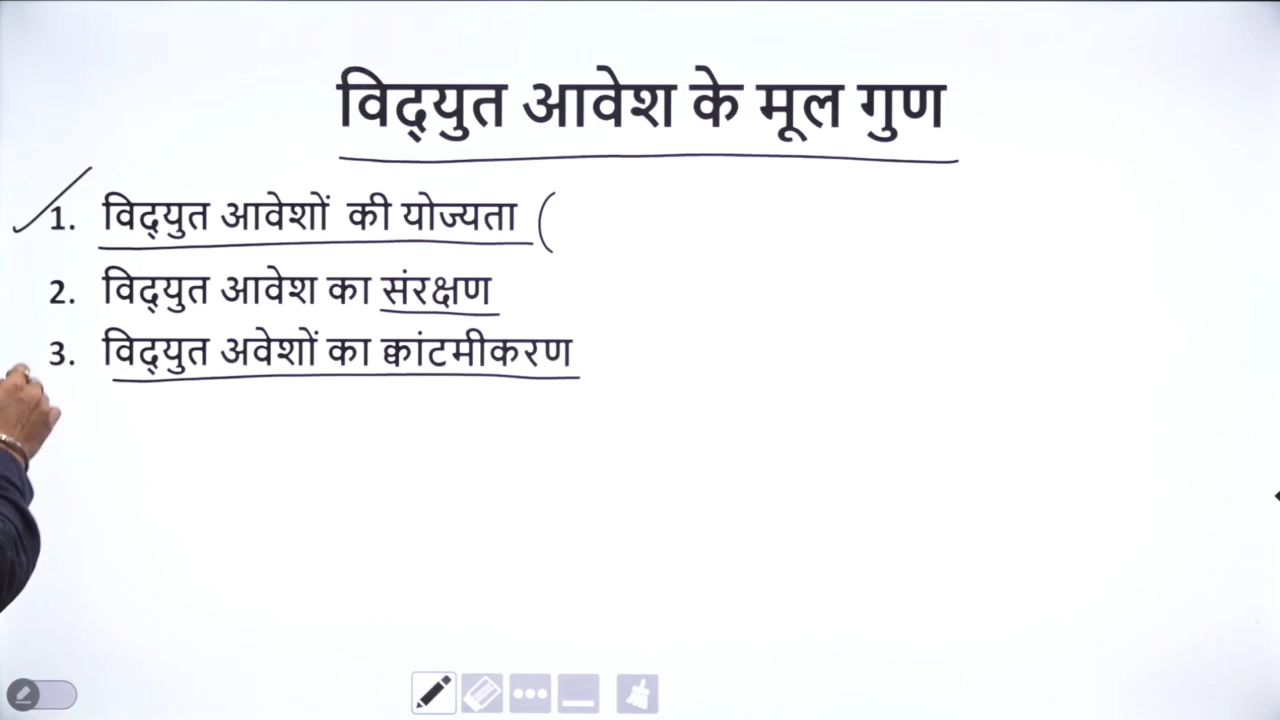 विद्युत आवेश के मूल गुण
1. विद्युत आवेशों की योज्यता (
2. विद्युत आवेश का संरक्षण
3. विद्युत अवेशों का क्वांटमीकरण